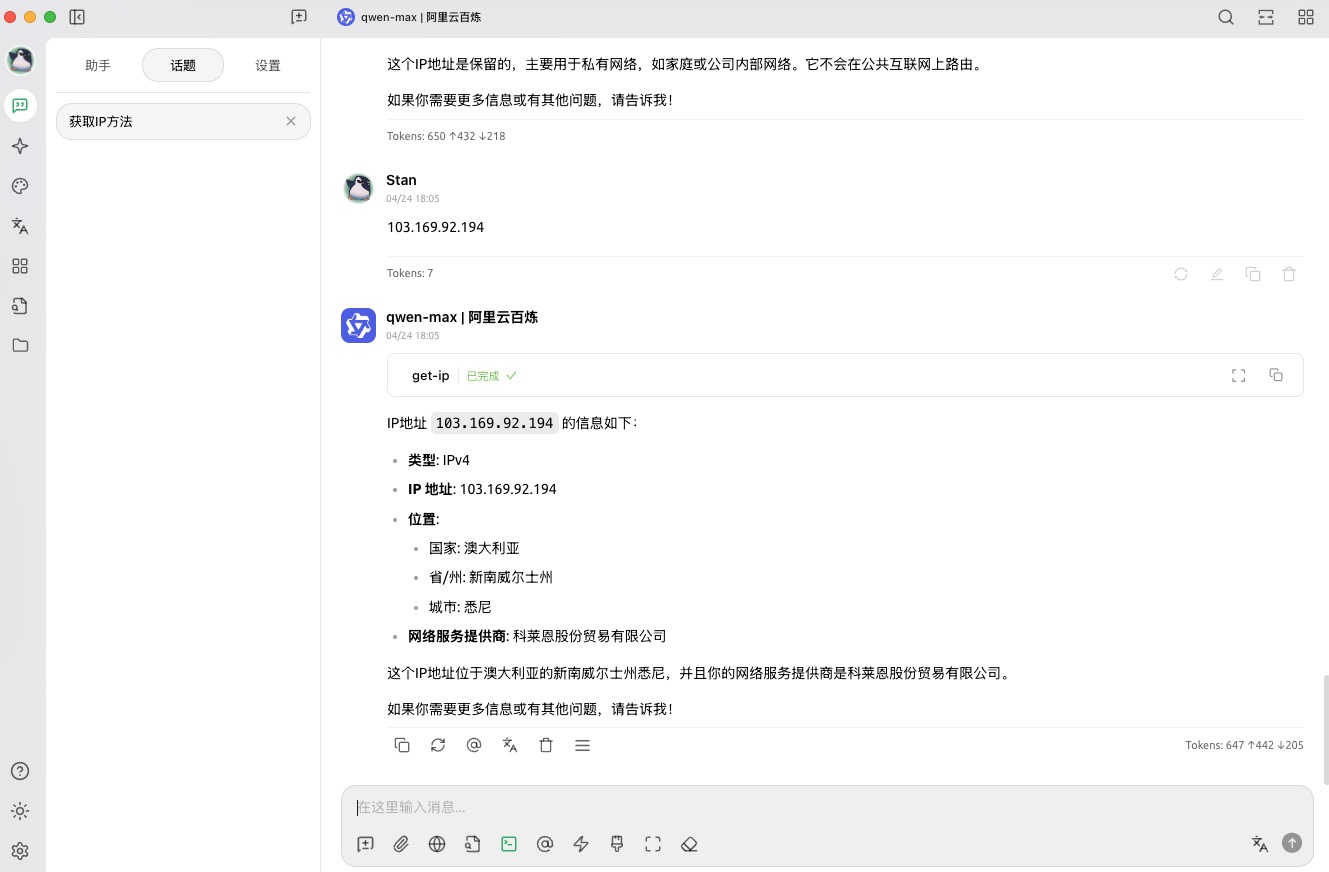 qwen-max | 阿里云百炼
助手
话题
设置
获取IP方法
这个IP地址是保留的，主要用于私有网络，如家庭或公司内部网络。它不会在公共互联网上路由。
如果你需要更多信息或有其他问题，请告诉我！
Tokens: 650 ↑432 ↓218
Stan
04/24 18:05
103.169.92.194
Tokens: 7
qwen-max | 阿里云百炼
04/24 18:05
get-ip 已完成
IP地址 103.169.92.194 的信息如下：
类型: IPv4
IP 地址: 103.169.92.194
位置:
国家: 澳大利亚
省/州: 新南威尔士州
城市: 悉尼
网络服务提供商: 科莱恩股份贸易有限公司
这个IP地址位于澳大利亚的新南威尔士州悉尼，并且你的网络服务提供商是科莱恩股份贸易有限公司。
如果你需要更多信息或有其他问题，请告诉我！
Tokens: 647 ↑442 ↓205
在这里输入消息...